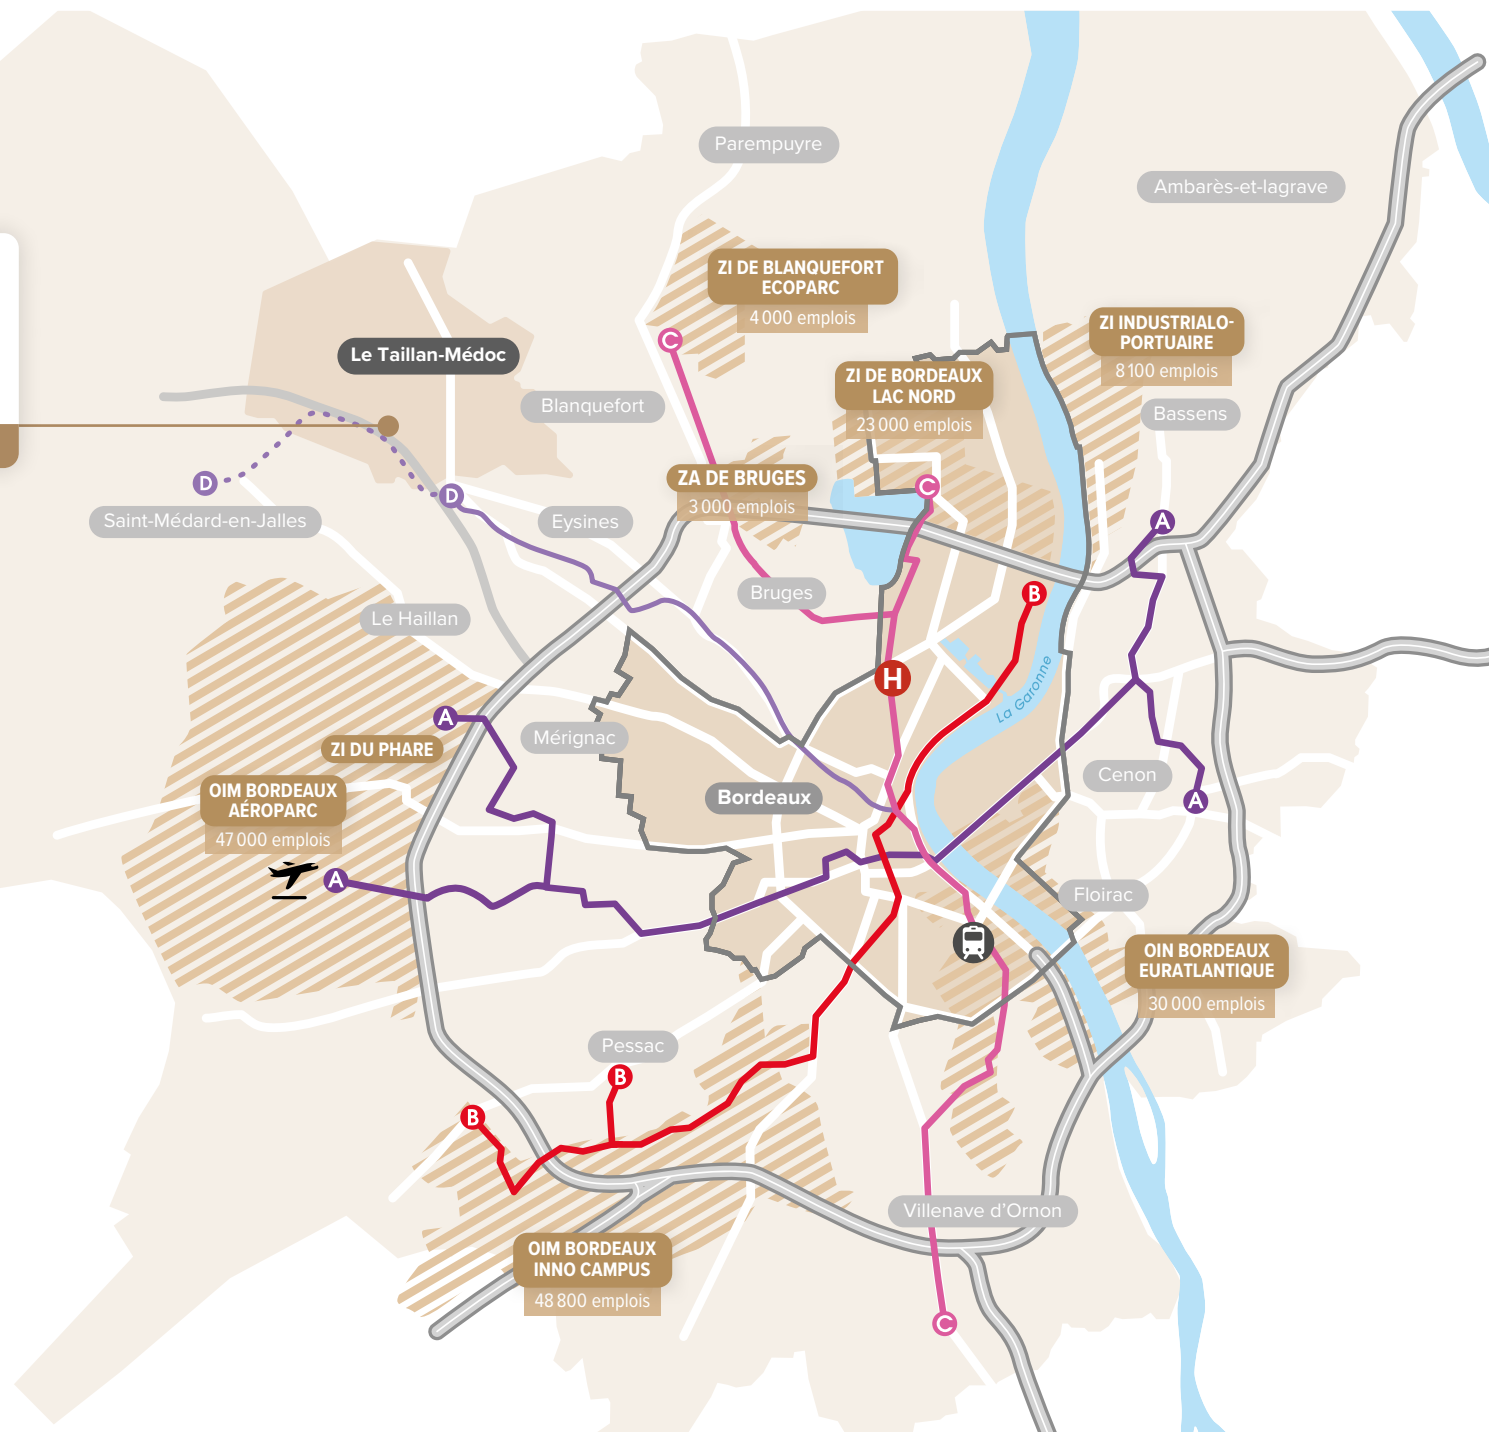 Parempuyre
Ambarès-et-lagrave
ZI DE BLANQUEFORT
ECOPARC
4 000 emplois
ZI INDUSTRIALO-
PORTUAIRE
8 100 emplois
C
Le Taillan-Médoc
ZI DE BORDEAUX
LAC NORD
23 000 emplois
Blanquefort
Bassens
ZA DE BRUGES
3 000 emplois
C
D
D
Saint-Médard-en-Jalles
Eysines
A
Bruges
B
Le Haillan
H
La Garonne
A
Mérignac
ZI DU PHARE
Cenon
OIM BORDEAUX
AÉROPARC
47 000 emplois
Bordeaux
A
A
Floirac
OIN BORDEAUX
EURATLANTIQUE
30 000 emplois
Pessac
B
B
Villenave d’Ornon
OIM BORDEAUX
INNO CAMPUS
48 800 emplois
C